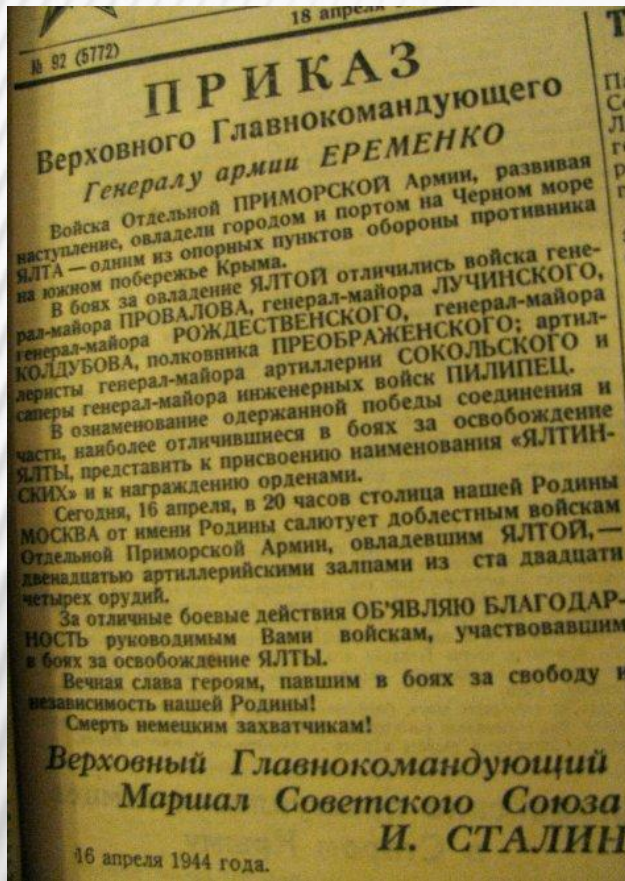 18 апреля
№ 92 (5772)
ПРИКАЗ
Верховного Главнокомандующего
Генералу армии ЕРЕМЕНКО
Войска Отдельной ПРИМОРСКОЙ Армии, развивая
наступление, овладели городом и портом на Черном море
ЯЛТА — одним из опорных пунктов обороны противника
на южном побережье Крыма.
В боях за овладение ЯЛТОЙ отличились войска гене-
рал-майора ПРОВАЛОВА, генерал-майора ЛУЧИНСКОГО,
генерал-майора РОЖДЕСТВЕНСКОГО, генерал-майора
КОЛДУБОВА, полковника ПРЕОБРАЖЕНСКОГО; артил-
леристы генерал-майора артиллерии СОКОЛЬСКОГО и
саперы генерал-майора инженерных войск ПИЛИПЕЦ.
В ознаменование одержанной победы соединения и
части, наиболее отличившиеся в боях за освобождение
ЯЛТЫ, представить к присвоению наименования «ЯЛТИН-
СКИХ» и к награждению орденами.
Сегодня, 16 апреля, в 20 часов столица нашей Родины
МОСКВА от имени Родины салютует доблестным войскам
Отдельной Приморской Армии, овладевшим ЯЛТОЙ,—
двенадцатью артиллерийскими залпами из ста двадцати
четырех орудий.
За отличные боевые действия ОБ'ЯВЛЯЮ БЛАГОДАР-
НОСТЬ руководимым Вами войскам, участвовавшим
в боях за освобождение ЯЛТЫ.
Вечная слава героям, павшим в боях за свободу и
независимость нашей Родины!
Смерть немецким захватчикам!
Верховный Главнокомандующий
Маршал Советского Союза
И. СТАЛИН
16 апреля 1944 года.